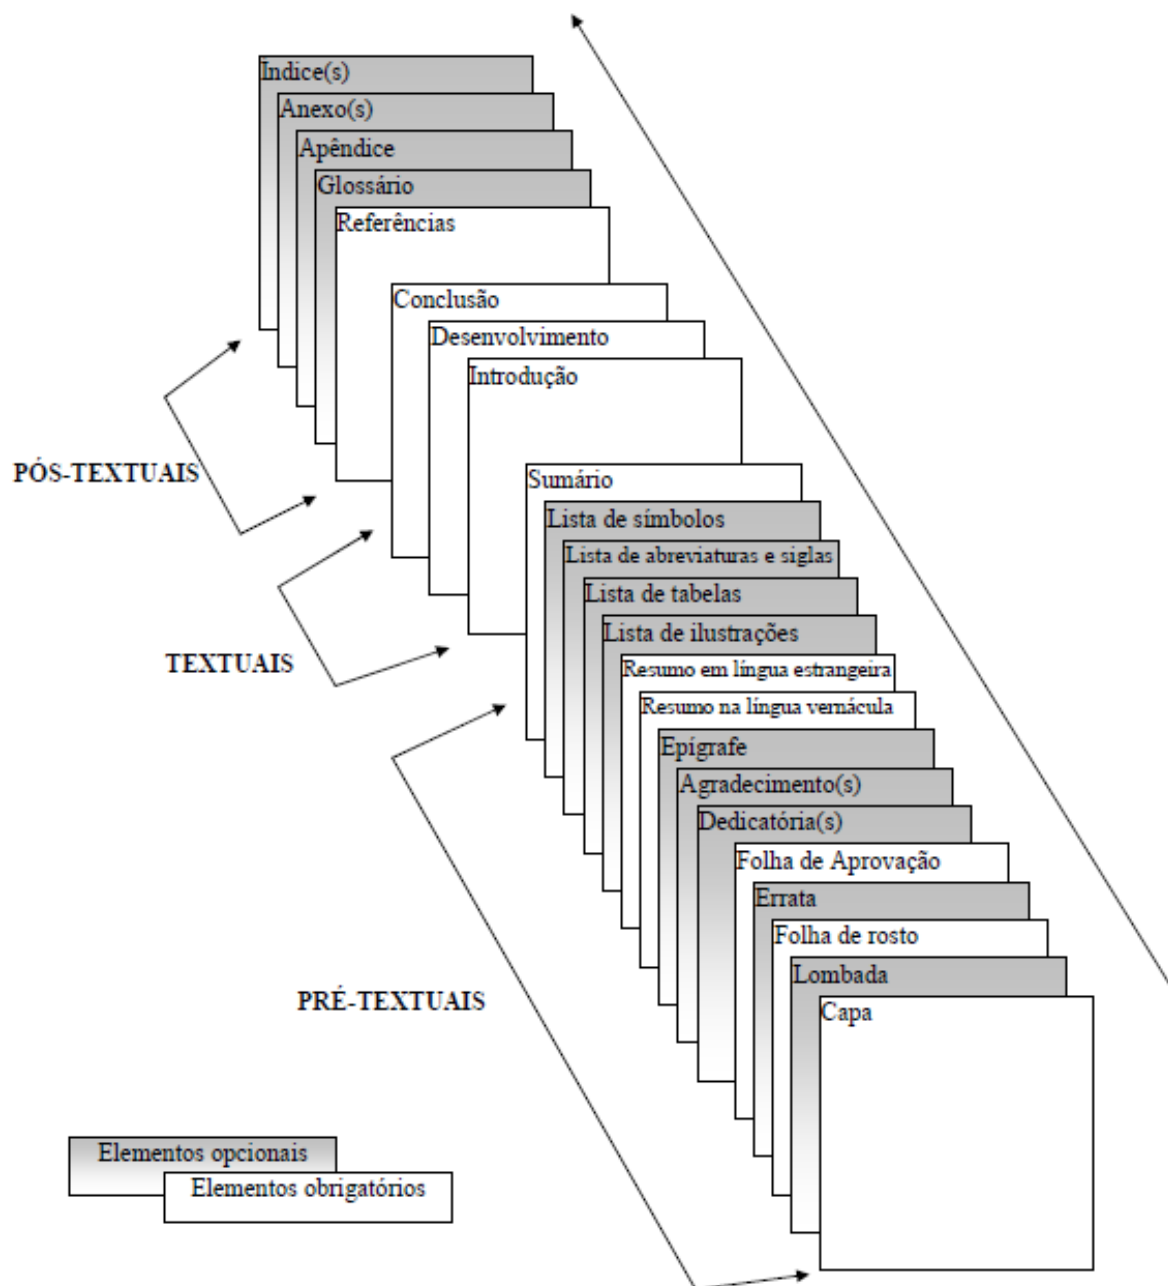 Indice(s)
Anexo(s)
Apêndice
Glossário
Referências
Conclusão
Desenvolvimento
Introdução
PÓS-TEXTUAIS
Sumário
Lista de símbolos
Lista de abreviaturas e siglas
Lista de tabelas
Lista de ilustrações
TEXTUAIS
Resumo em língua estrangeira
Resumo na língua vernácula
Epígrafe
Agradecimento(s)
Dedicatória(s)
Folha de Aprovação
Errata
Folha de rosto
Lombada
PRÉ-TEXTUAIS
Capa
Elementos opcionais
Elementos obrigatórios